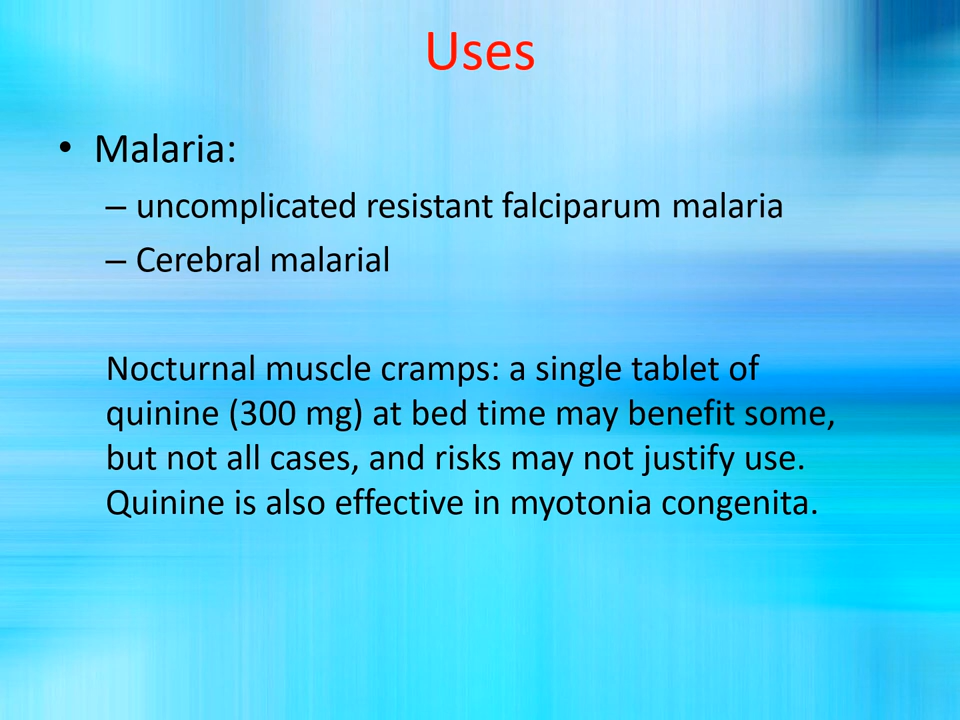 Uses
• Malaria:
– uncomplicated resistant falciparum malaria
– Cerebral malarial
Nocturnal muscle cramps: a single tablet of
quinine (300 mg) at bed time may benefit some,
but not all cases, and risks may not justify use.
Quinine is also effective in myotonia congenita.